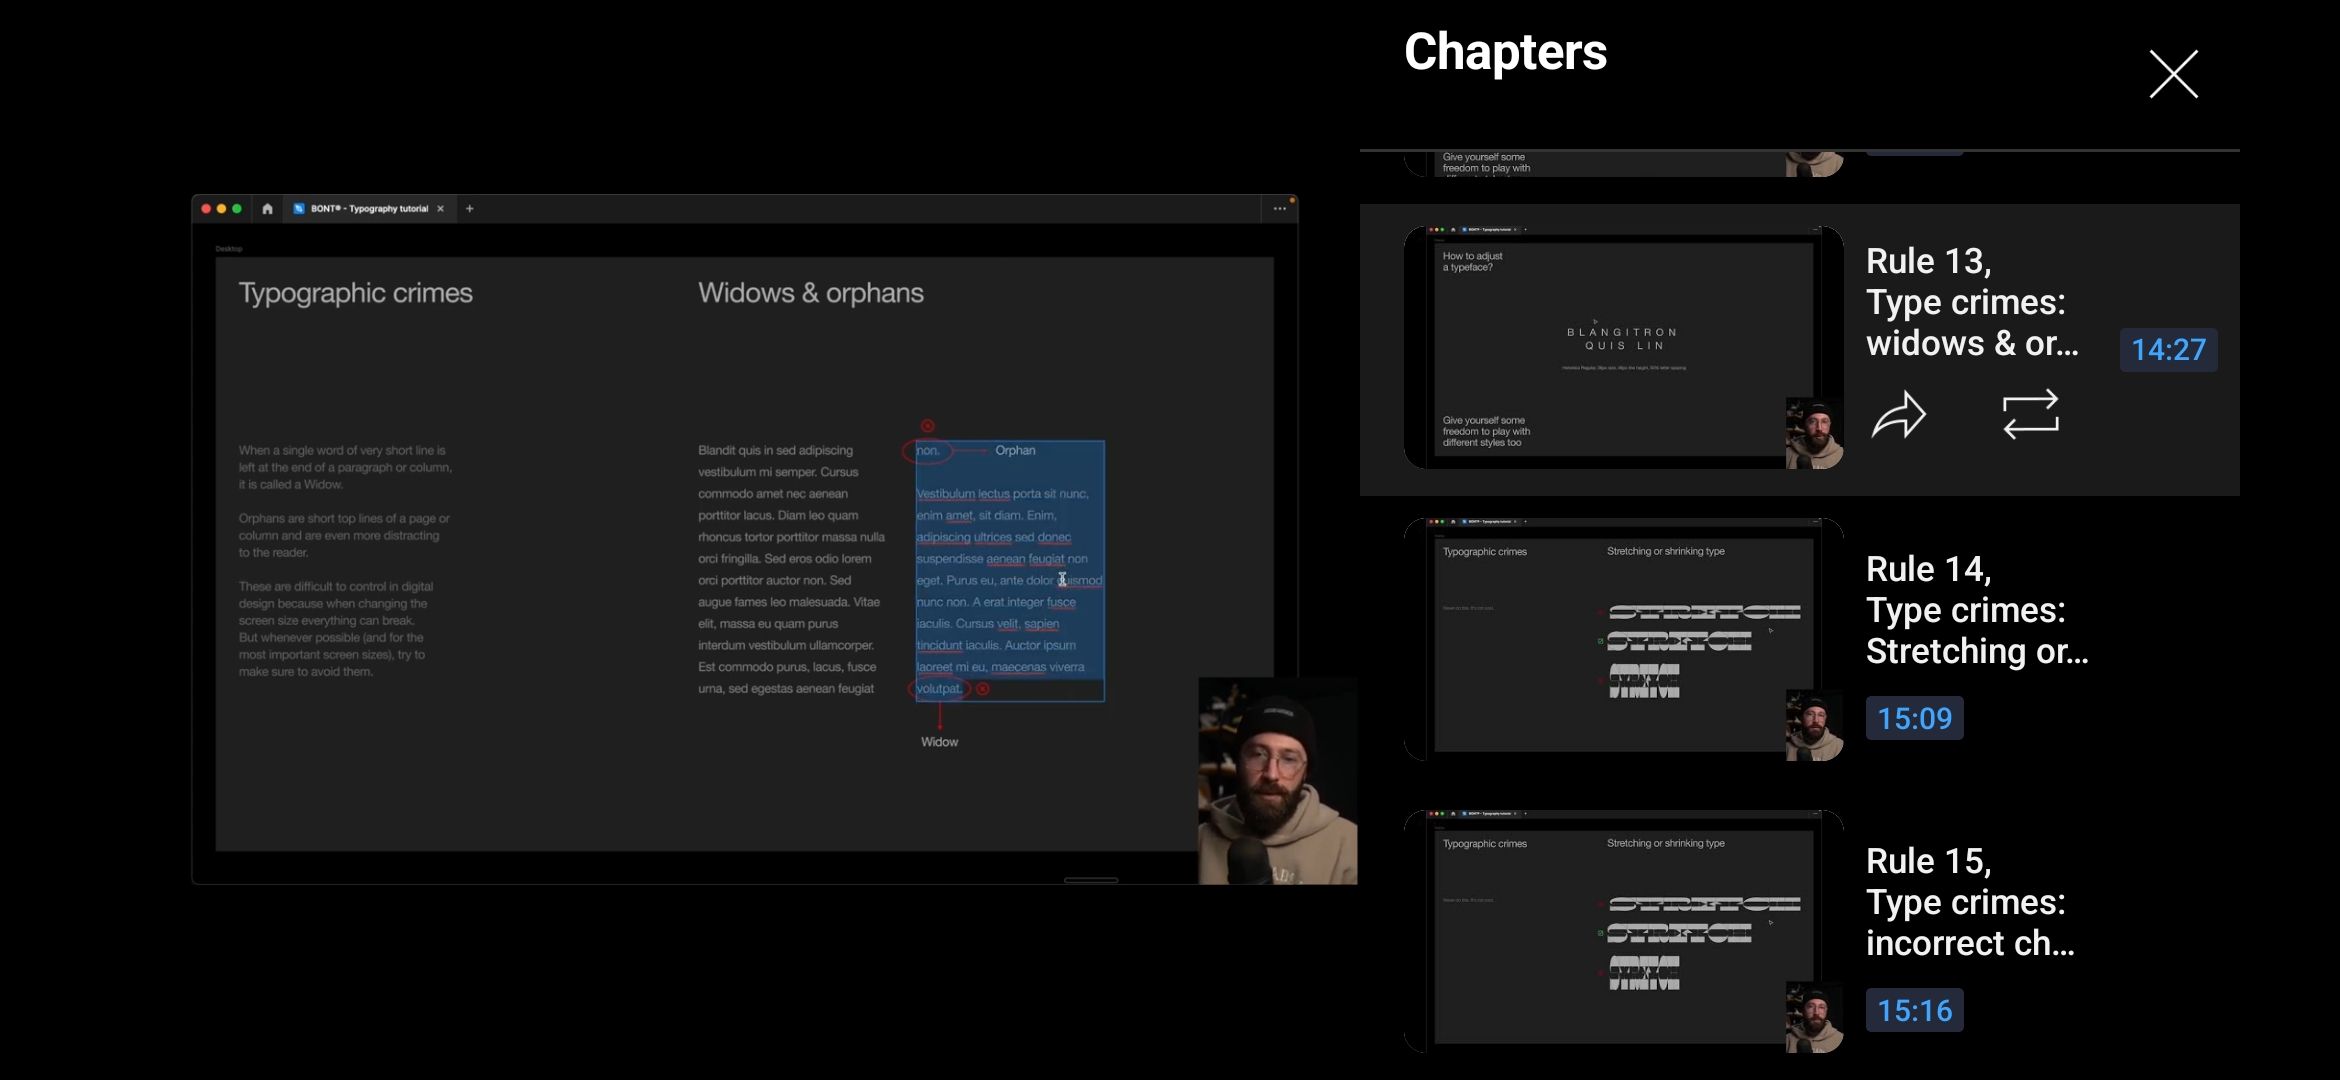 BONT® - Typography tutorial
Desktop
Typographic crimes
When a single word of very short line is
left at the end of a paragraph or column,
it is called a Widow.
Orphans are short top lines of a page or
column and are even more distracting
to the reader.
These are difficult to control in digital
design because when changing the
screen size everything can break.
But whenever possible (and for the
most important screen sizes), try to
make sure to avoid them.
Widows & orphans
Blandit quis in sed adipiscing
vestibulum mi semper. Cursus
commodo amet nec aenean
porttitor lacus. Diam leo quam
rhoncus tortor porttitor massa nulla
orci fringilla. Sed eros odio lorem
orci porttitor auctor non. Sed
augue fames leo malesuada. Vitae
elit, massa eu quam purus
interdum vestibulum ullamcorper.
Est commodo purus, lacus, fusce
urna, sed egestas aenean feugiat
non.
Orphan
Vestibulum lectus porta sit nunc,
enim amet, sit diam. Enim,
adipiscing ultrices sed donec
suspendisse aenean feugiat non
eget. Purus eu, ante dolor
nunc non. A erat integer fusce
iaculis. Cursus velit, sapien
tincidunt iaculis. Auctor ipsum
laoreet mi eu, maecenas viverra
volutpat.
Widow
Chapters
Give yourself some
freedom to play with
How to adjust
a typeface?
BLANGITRON
QUIS LIN
Give yourself some
freedom to play with
different styles too
Rule 13,
Type crimes:
widows & or...
14:27
Typographic crimes
Stretching or shrinking type
STRETCH
STRETCH
STRETCH
Rule 14,
Type crimes:
Stretching or...
15:09
Typographic crimes
Stretching or shrinking type
STRETCH
STRETCH
STRETCH
Rule 15,
Type crimes:
incorrect ch...
15:16